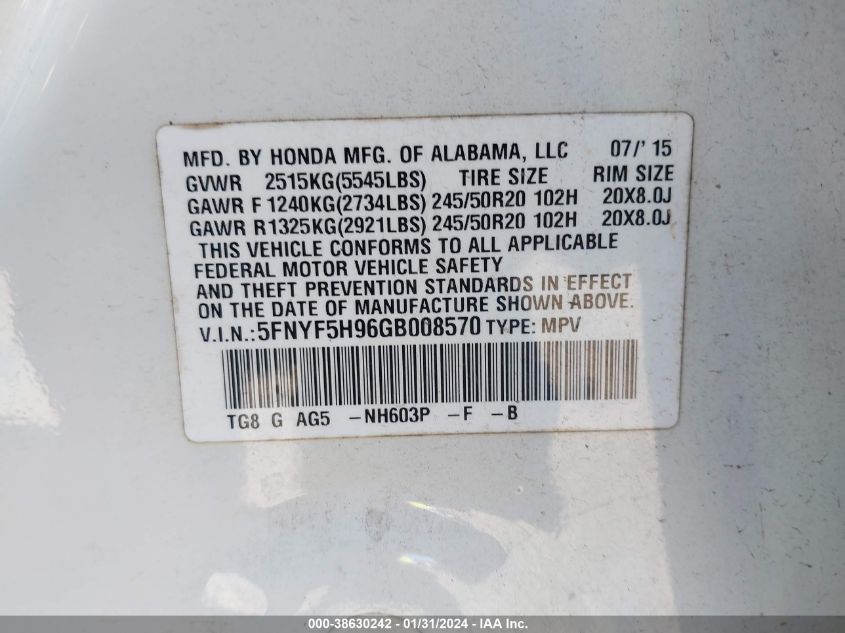 MFD. BY HONDA MFG. OF ALABAMA, LLC 07/'15
GVWR 2515KG(5545LBS) TIRE SIZE RIM SIZE
GAWR F 1240KG(2734LBS) 245/50R20 102H 20X8.0J
GAWR R1325KG(2921LBS) 245/50R20 102H 20X8.0J
THIS VEHICLE CONFORMS TO ALL APPLICABLE
FEDERAL MOTOR VEHICLE SAFETY
AND THEFT PREVENTION STANDARDS IN EFFECT
ON THE DATE OF MANUFACTURE SHOWN ABOVE.
V.I.N.:5FNYF5H96GB008570 TYPE: MPV
TG8 G AG5 -NH603P -F -B
000-38630242 - 01/31/2024 - IAA Inc.